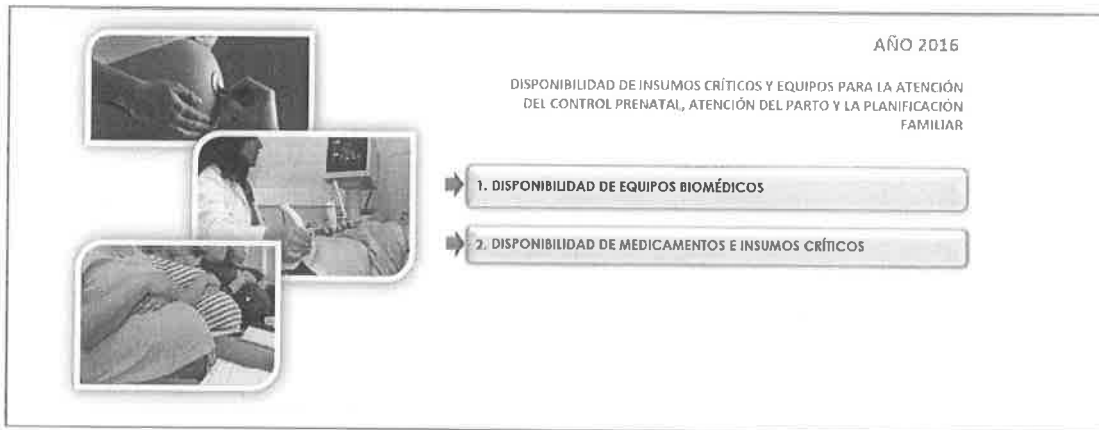 AÑO 2016
DISPONIBILIDAD DE INSUMOS CRÍTICOS Y EQUIPOS PARA LA ATENCIÓN
DEL CONTROL PRENATAL, ATENCIÓN DEL PARTO Y LA PLANIFICACIÓN
FAMILIAR
1. DISPONIBILIDAD DE EQUIPOS BIOMÉDICOS
2. DISPONIBILIDAD DE MEDICAMENTOS E INSUMOS CRÍTICOS